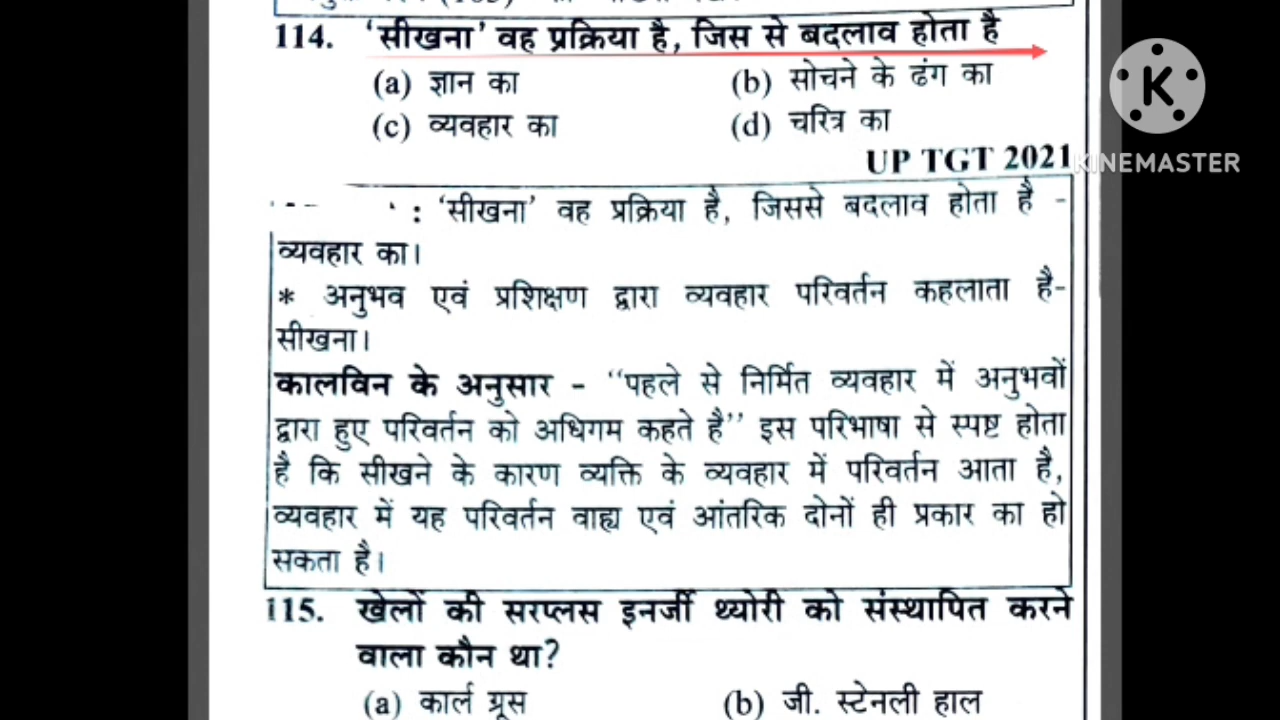 114. 'सीखना' वह प्रक्रिया है, जिस से बदलाव होता है
(a) ज्ञान का (b) सोचने के ढंग का
(c) व्यवहार का (d) चरित्र का
UP TGT 2021
KINEMASTER
: 'सीखना' वह प्रक्रिया है, जिससे बदलाव होता है -
व्यवहार का।
* अनुभव एवं प्रशिक्षण द्वारा व्यवहार परिवर्तन कहलाता है-
सीखना।
कालविन के अनुसार - "पहले से निर्मित व्यवहार में अनुभवों
द्वारा हुए परिवर्तन को अधिगम कहते है" इस परिभाषा से स्पष्ट होता
है कि सीखने के कारण व्यक्ति के व्यवहार में परिवर्तन आता है,
व्यवहार में यह परिवर्तन वाह्य एवं आंतरिक दोनों ही प्रकार का हो
सकता है।
115. खेलों की सरप्लस इनर्जी थ्योरी को संस्थापित करने
वाला कौन था?
(a) कार्ल ग्रूस (b) जी. स्टेनली हाल